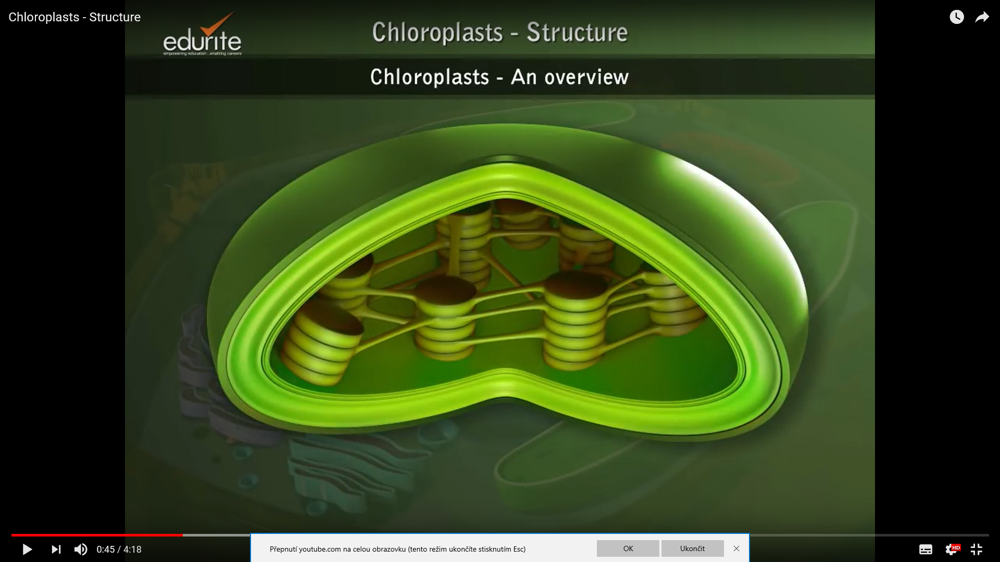 Chloroplasts - Structure
edurite
empowering education...enabling careers
Chloroplasts - Structure
Chloroplasts - An overview
0:45 / 4:18
HD
Přepnutí youtube.com na celou obrazovku (tento režim ukončíte stisknutím Esc)
OK
Ukončit